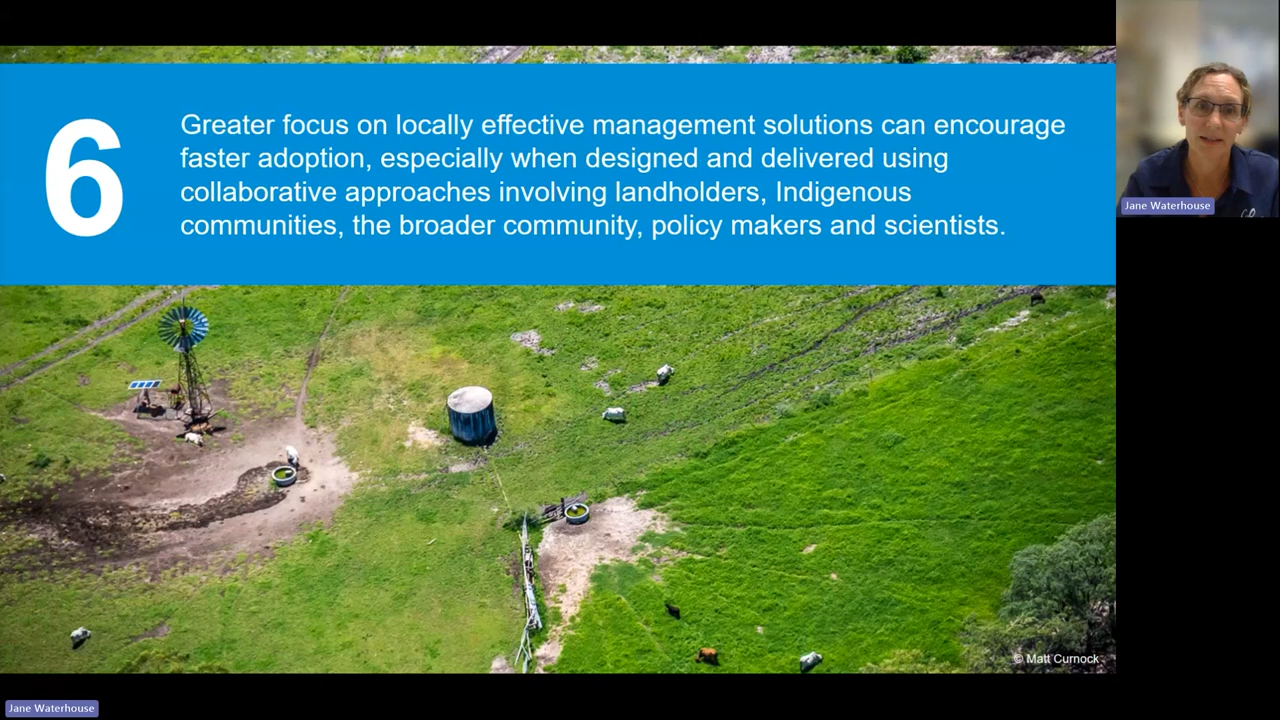 6
Greater focus on locally effective management solutions can encourage
faster adoption, especially when designed and delivered using
collaborative approaches involving landholders, Indigenous
communities, the broader community, policy makers and scientists.
Jane Waterhouse
© Matt Curnock
Jane Waterhouse